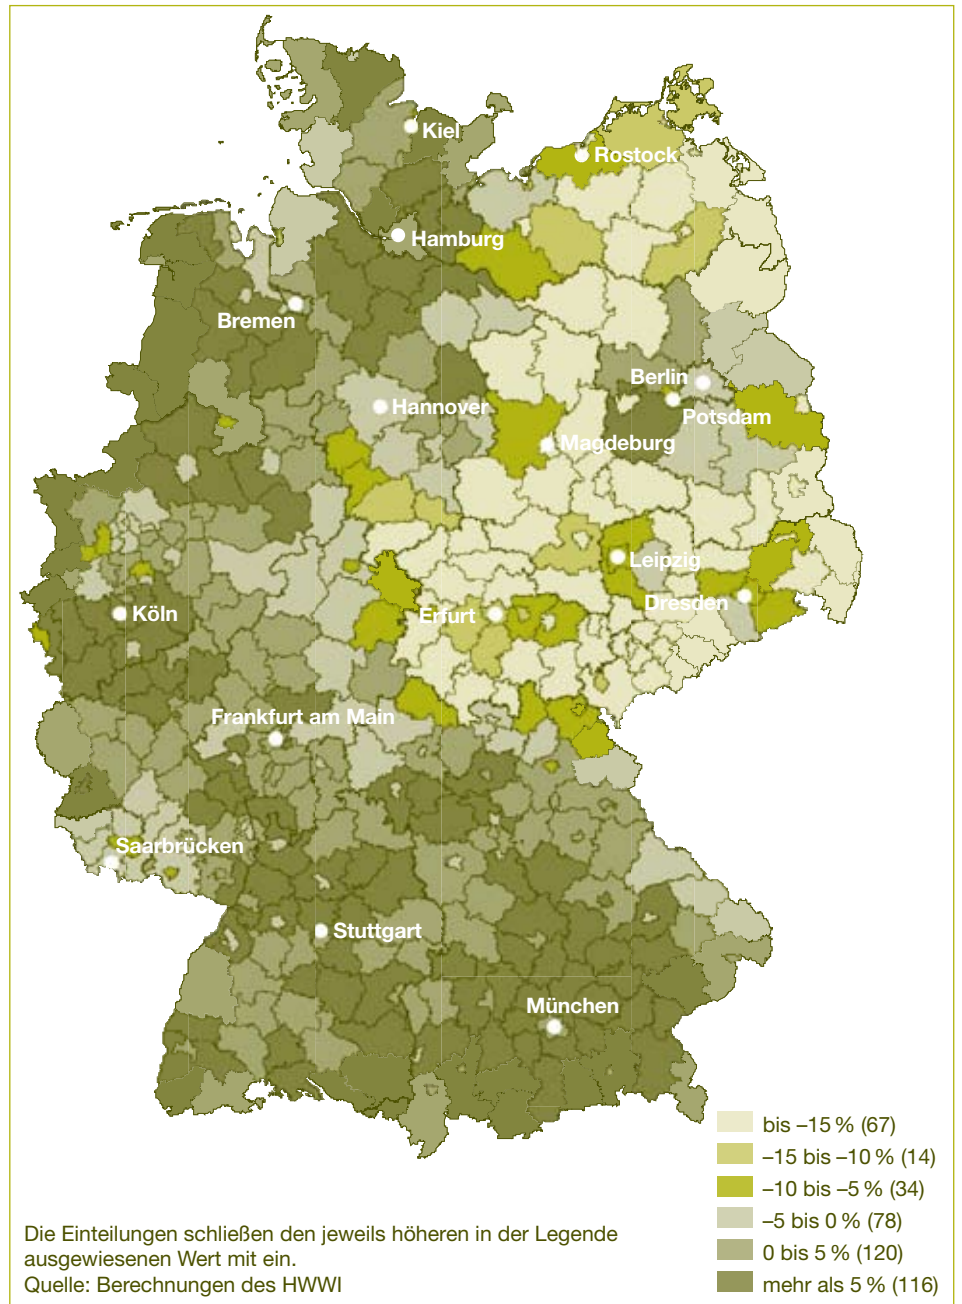 Kiel
Rostock
Hamburg
Bremen
Berlin
Hannover
Potsdam
Magdeburg
Leipzig
Dresden
Köln
Erfurt
Frankfurt am Main
Saarbrücken
Stuttgart
München
bis –15 % (67)
–15 bis –10 % (14)
–10 bis –5 % (34)
–5 bis 0 % (78)
0 bis 5 % (120)
mehr als 5 % (116)
Die Einteilungen schließen den jeweils höheren in der Legende
ausgewiesenen Wert mit ein.
Quelle: Berechnungen des HWWI